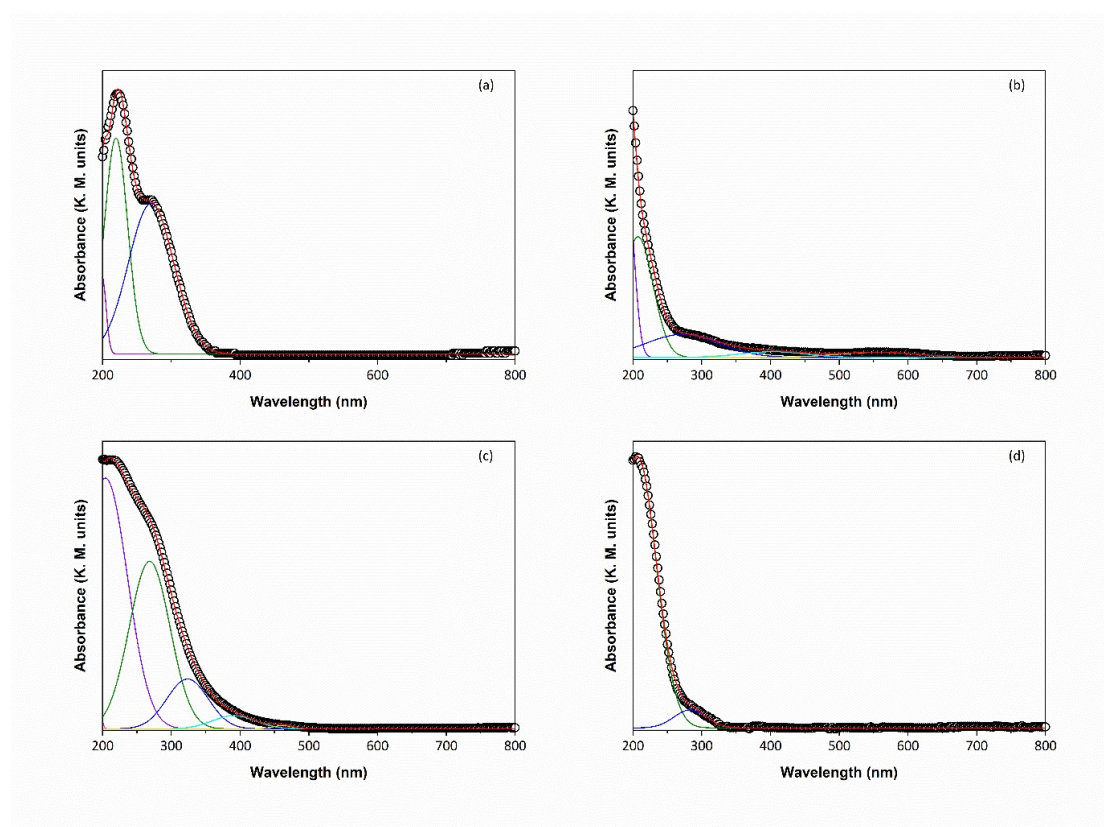 (a)
Absorbance (K. M. units)
200 400 600 700 800
Wavelength (nm)
(b)
Absorbance (K. M. units)
200 300 400 500 600 700 800
Wavelength (nm)
(c)
Absorbance (K. M. units)
200 300 400 500 600 700 800
Wavelength (nm)
(d)
Absorbance (K. M. units)
200 300 400 500 600 700 800
Wavelength (nm)